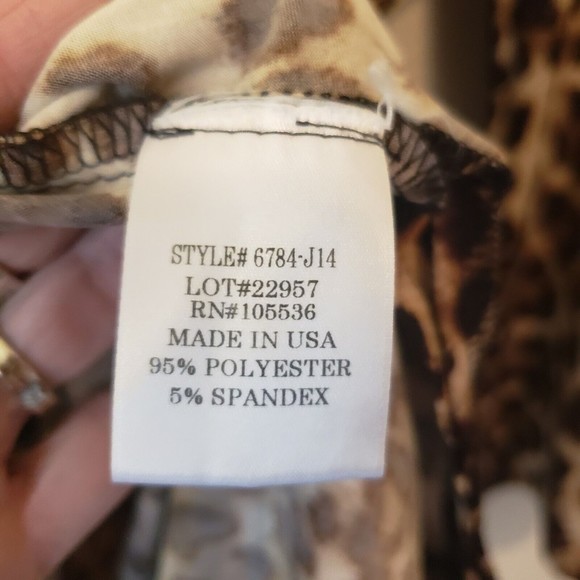 STYLE# 6784-J14
LOT#22957
RN#105536
MADE IN USA
95% POLYESTER
5% SPANDEX